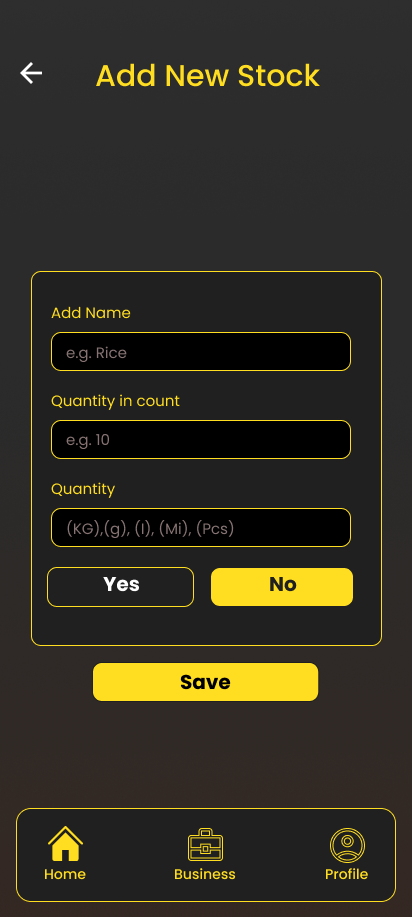 Add New Stock
Add Name
e.g. Rice
Quantity in count
e.g. 10
Quantity
(KG),(g), (l), (Ml), (Pcs)
Yes No
Save
Home Business Profile